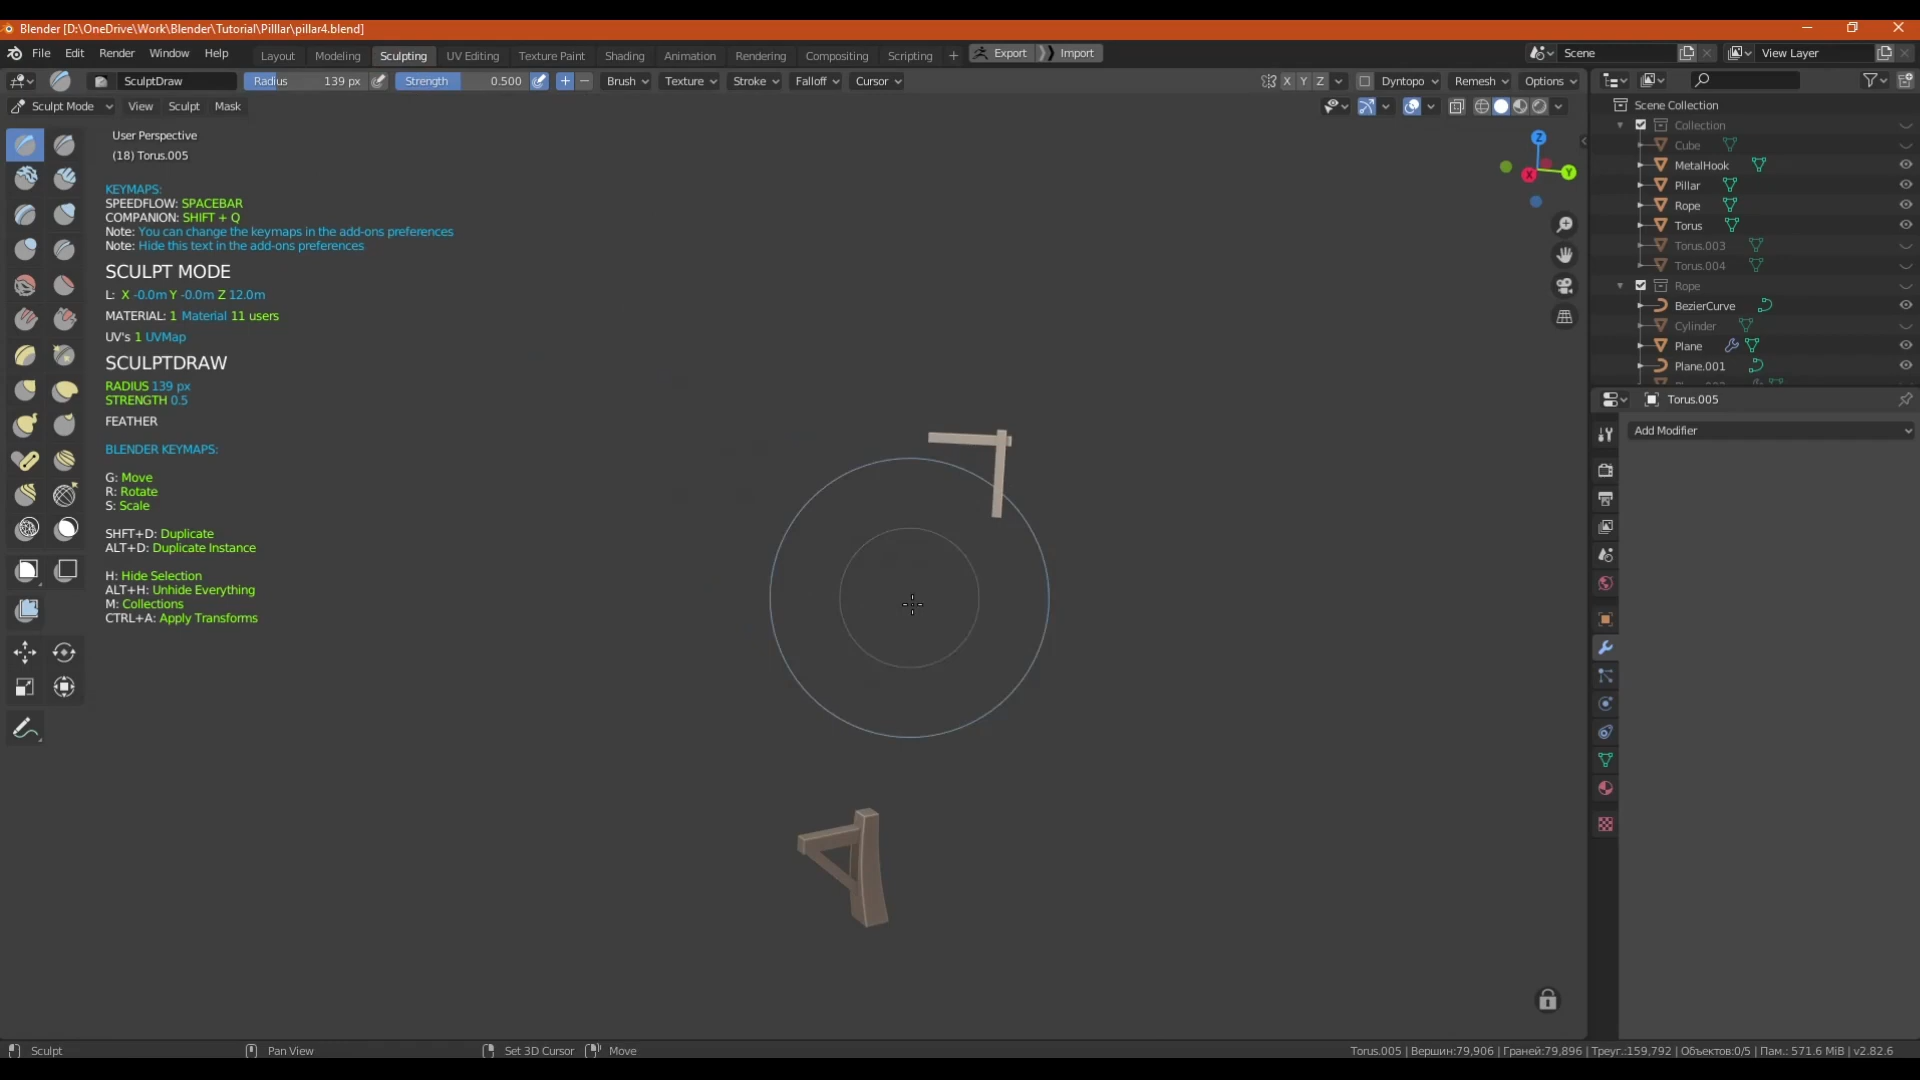 Blender [D:\OneDrive\Work\Blender\Tutorial\Pilllar\pillar4.blend]
File Edit Render Window Help Layout Modeling Sculpting UV Editing Texture Paint Shading Animation Rendering Compositing Scripting + Export Import Scene View Layer
SculptDraw Radius 139 px Strength 0.500 Brush Texture Stroke Falloff Cursor X Y Z Dyntopo Remesh Options
Sculpt Mode View Sculpt Mask
User Perspective
(18) Torus.005
KEYMAPS:
SPEEDFLOW: SPACEBAR
COMPANION: SHIFT + Q
Note: You can change the keymaps in the add-ons preferences
Note: Hide this text in the add-ons preferences
SCULPT MODE
L: X -0.0m Y -0.0m Z 12.0m
MATERIAL: 1 Material 11 users
UV's 1 UVMap
SCULPTDRAW
RADIUS 139 px
STRENGTH 0.5
FEATHER
BLENDER KEYMAPS:
G: Move
R: Rotate
S: Scale
SHFT+D: Duplicate
ALT+D: Duplicate Instance
H: Hide Selection
ALT+H: Unhide Everything
M: Collections
CTRL+A: Apply Transforms
Z
X
Y
Scene Collection
Collection
Cube
MetalHook
Pillar
Rope
Torus
Torus.003
Torus.004
Rope
BezierCurve
Cylinder
Plane
Plane.001
Torus.005
Add Modifier
Sculpt Pan View Set 3D Cursor Move Torus.005 | Вершин:79,906 | Граней:79,896 | Треуг.:159,792 | Объектов:0/5 | Пам.: 571.6 MiB | v2.82.6